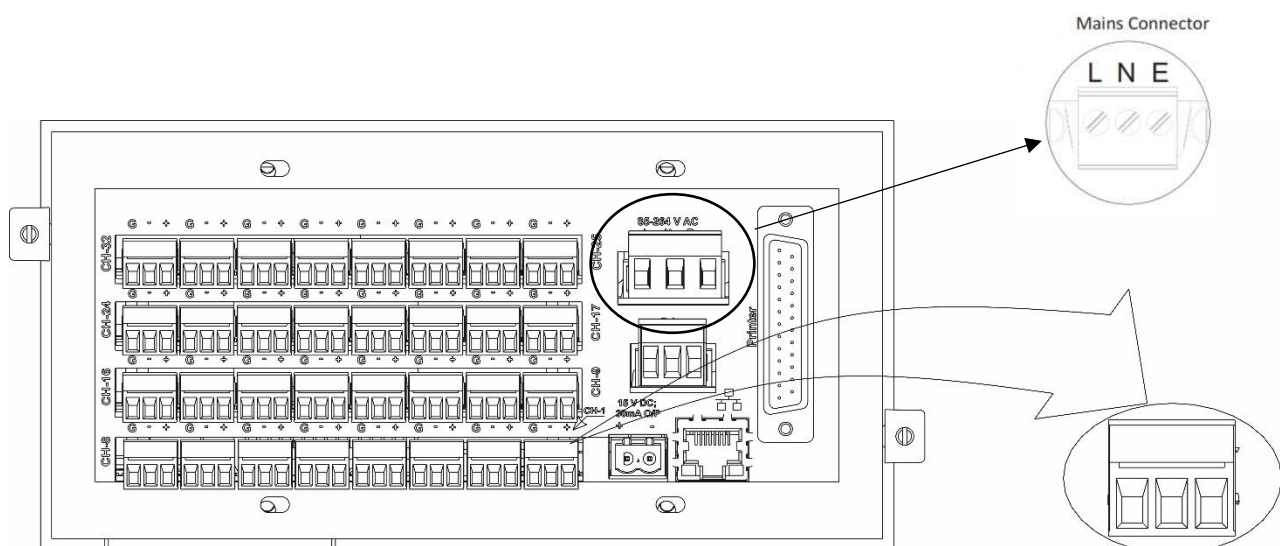 Mains Connector
L N E
85-264 V AC
G - + G - + G - + G - + G - + G - + G - + G - +
CH-32
CH-25
G - + G - + G - + G - + G - + G - + G - + G - +
CH-24
CH-17
Printer
G - + G - + G - + G - + G - + G - + G - + G - +
CH-16
CH-9
15 V DC;
30mA O/P
CH-1
+ -
G - + G - + G - + G - + G - + G - + G - + G - +
CH-8